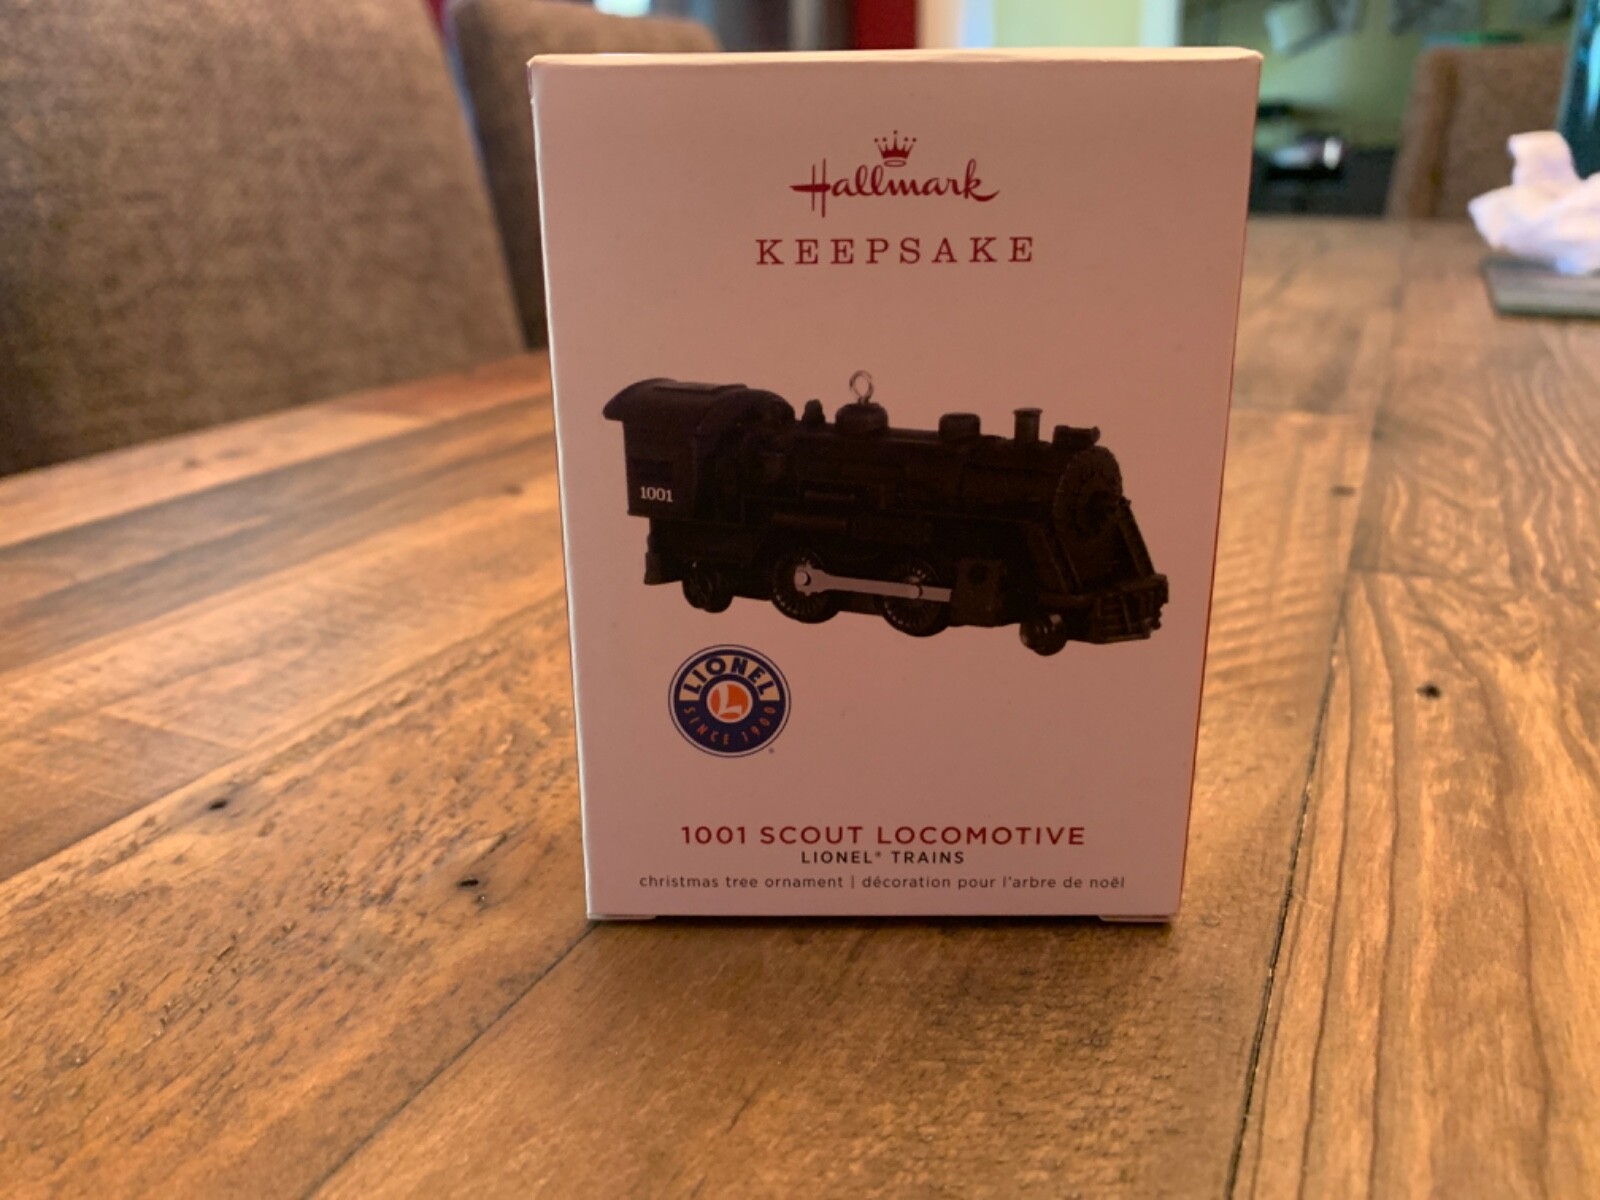 Hallmark
KEEPSAKE
1001
LIONEL
L
SINCE 1900
®
1001 SCOUT LOCOMOTIVE
LIONEL® TRAINS
christmas tree ornament | décoration pour l'arbre de noël